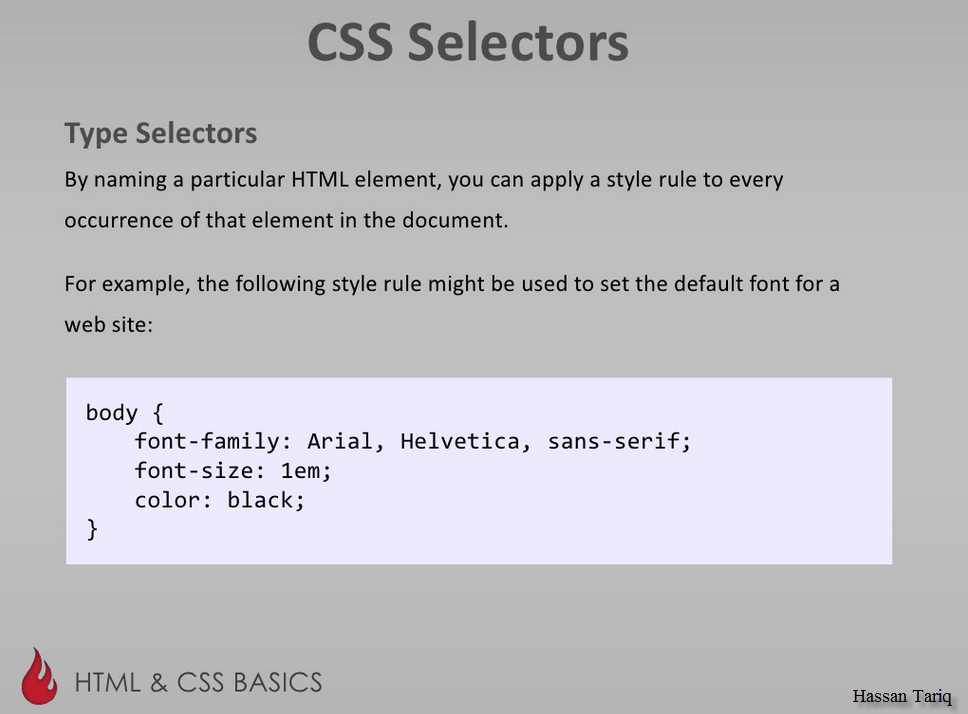 CSS Selectors
Type Selectors
By naming a particular HTML element, you can apply a style rule to every
occurrence of that element in the document.
For example, the following style rule might be used to set the default font for a
web site:
body {
    font-family: Arial, Helvetica, sans-serif;
    font-size: 1em;
    color: black;
}
HTML & CSS BASICS
Hassan Tariq